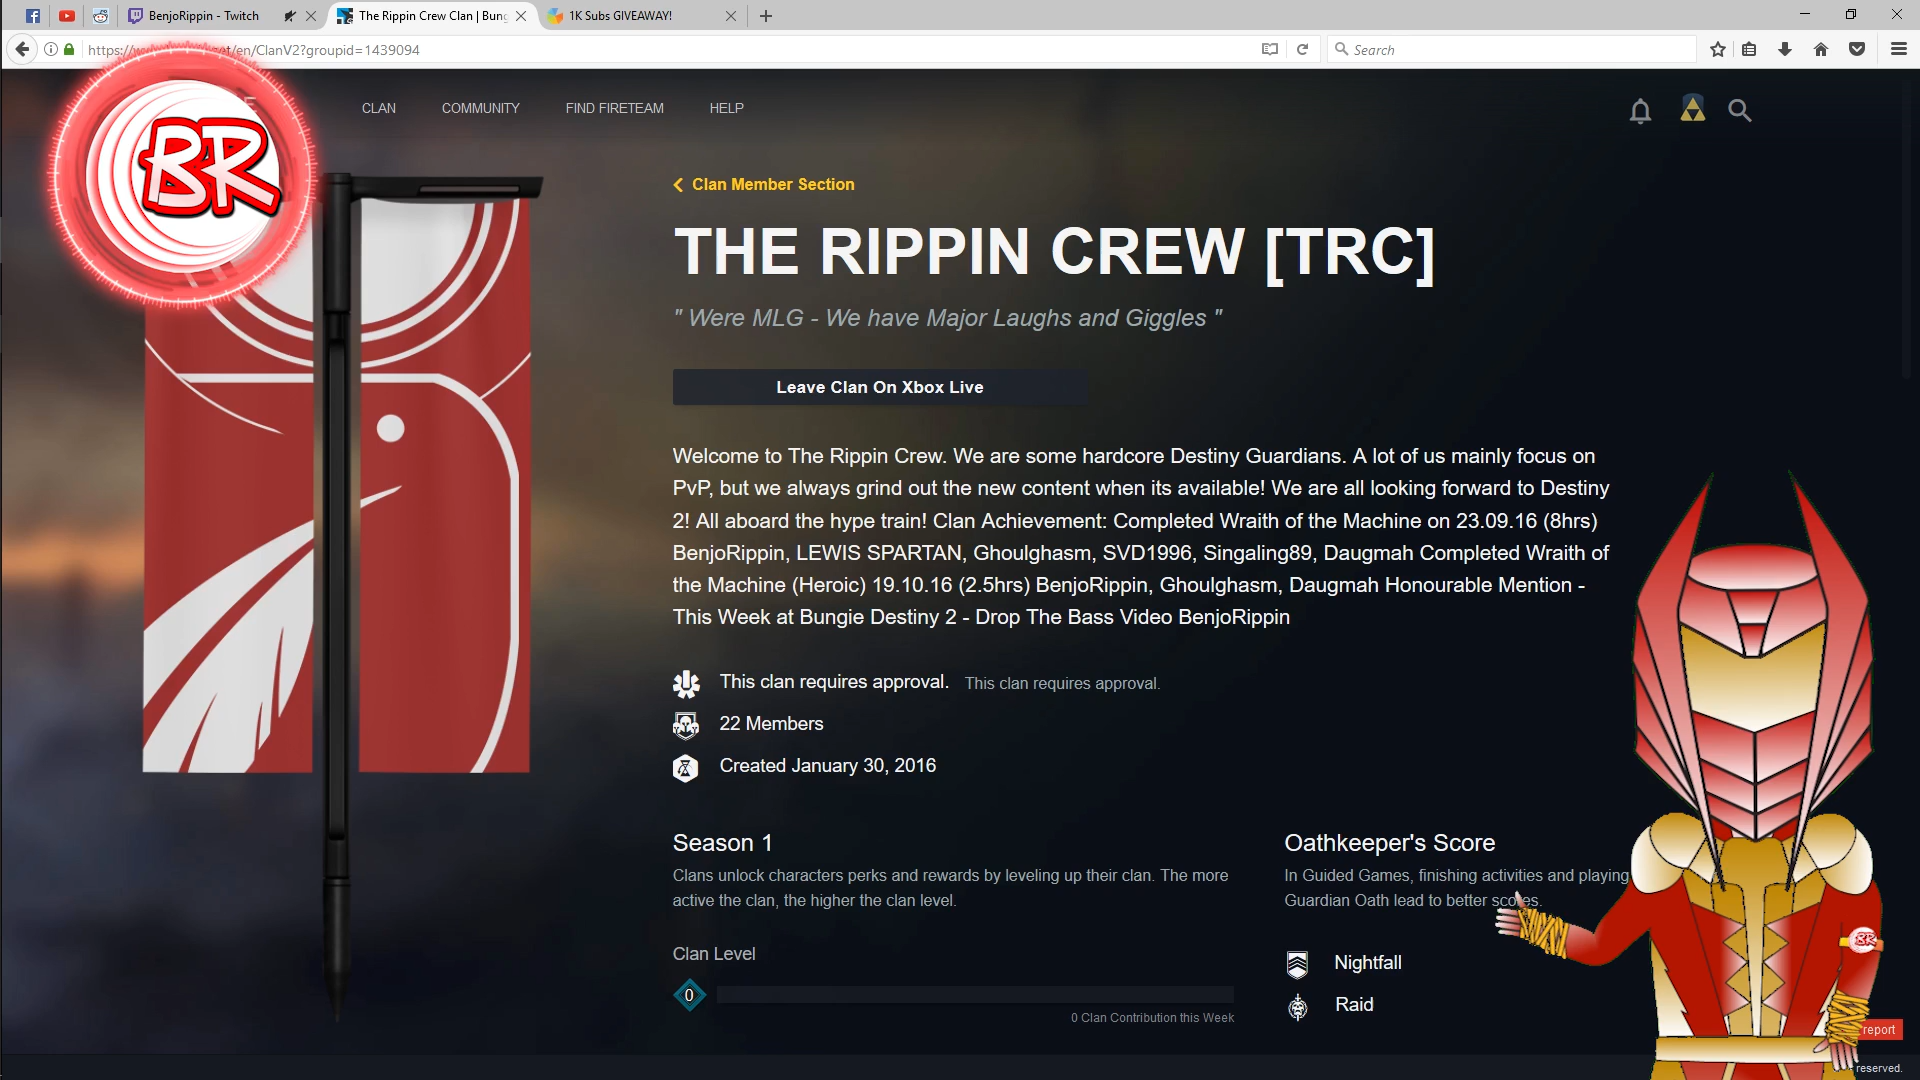 BenjoRippin - Twitch
The Rippin Crew Clan | Bung
1K Subs GIVEAWAY!
et/en/ClanV2?groupid=1439094
Search
CLAN
COMMUNITY
FIND FIRETEAM
HELP
BR
Clan Member Section
THE RIPPIN CREW [TRC]
" Were MLG - We have Major Laughs and Giggles "
Leave Clan On Xbox Live
Welcome to The Rippin Crew. We are some hardcore Destiny Guardians. A lot of us mainly focus on
PvP, but we always grind out the new content when its available! We are all looking forward to Destiny
2! All aboard the hype train! Clan Achievement: Completed Wraith of the Machine on 23.09.16 (8hrs)
BenjoRippin, LEWIS SPARTAN, Ghoulghasm, SVD1996, Singaling89, Daugmah Completed Wraith of
the Machine (Heroic) 19.10.16 (2.5hrs) BenjoRippin, Ghoulghasm, Daugmah Honourable Mention -
This Week at Bungie Destiny 2 - Drop The Bass Video BenjoRippin
This clan requires approval. This clan requires approval.
22 Members
Created January 30, 2016
Season 1
Clans unlock characters perks and rewards by leveling up their clan. The more
active the clan, the higher the clan level.
Clan Level
0
0 Clan Contribution this Week
Oathkeeper's Score
In Guided Games, finishing activities and playing
Guardian Oath lead to better scores.
Nightfall
Raid
BR
report
reserved.